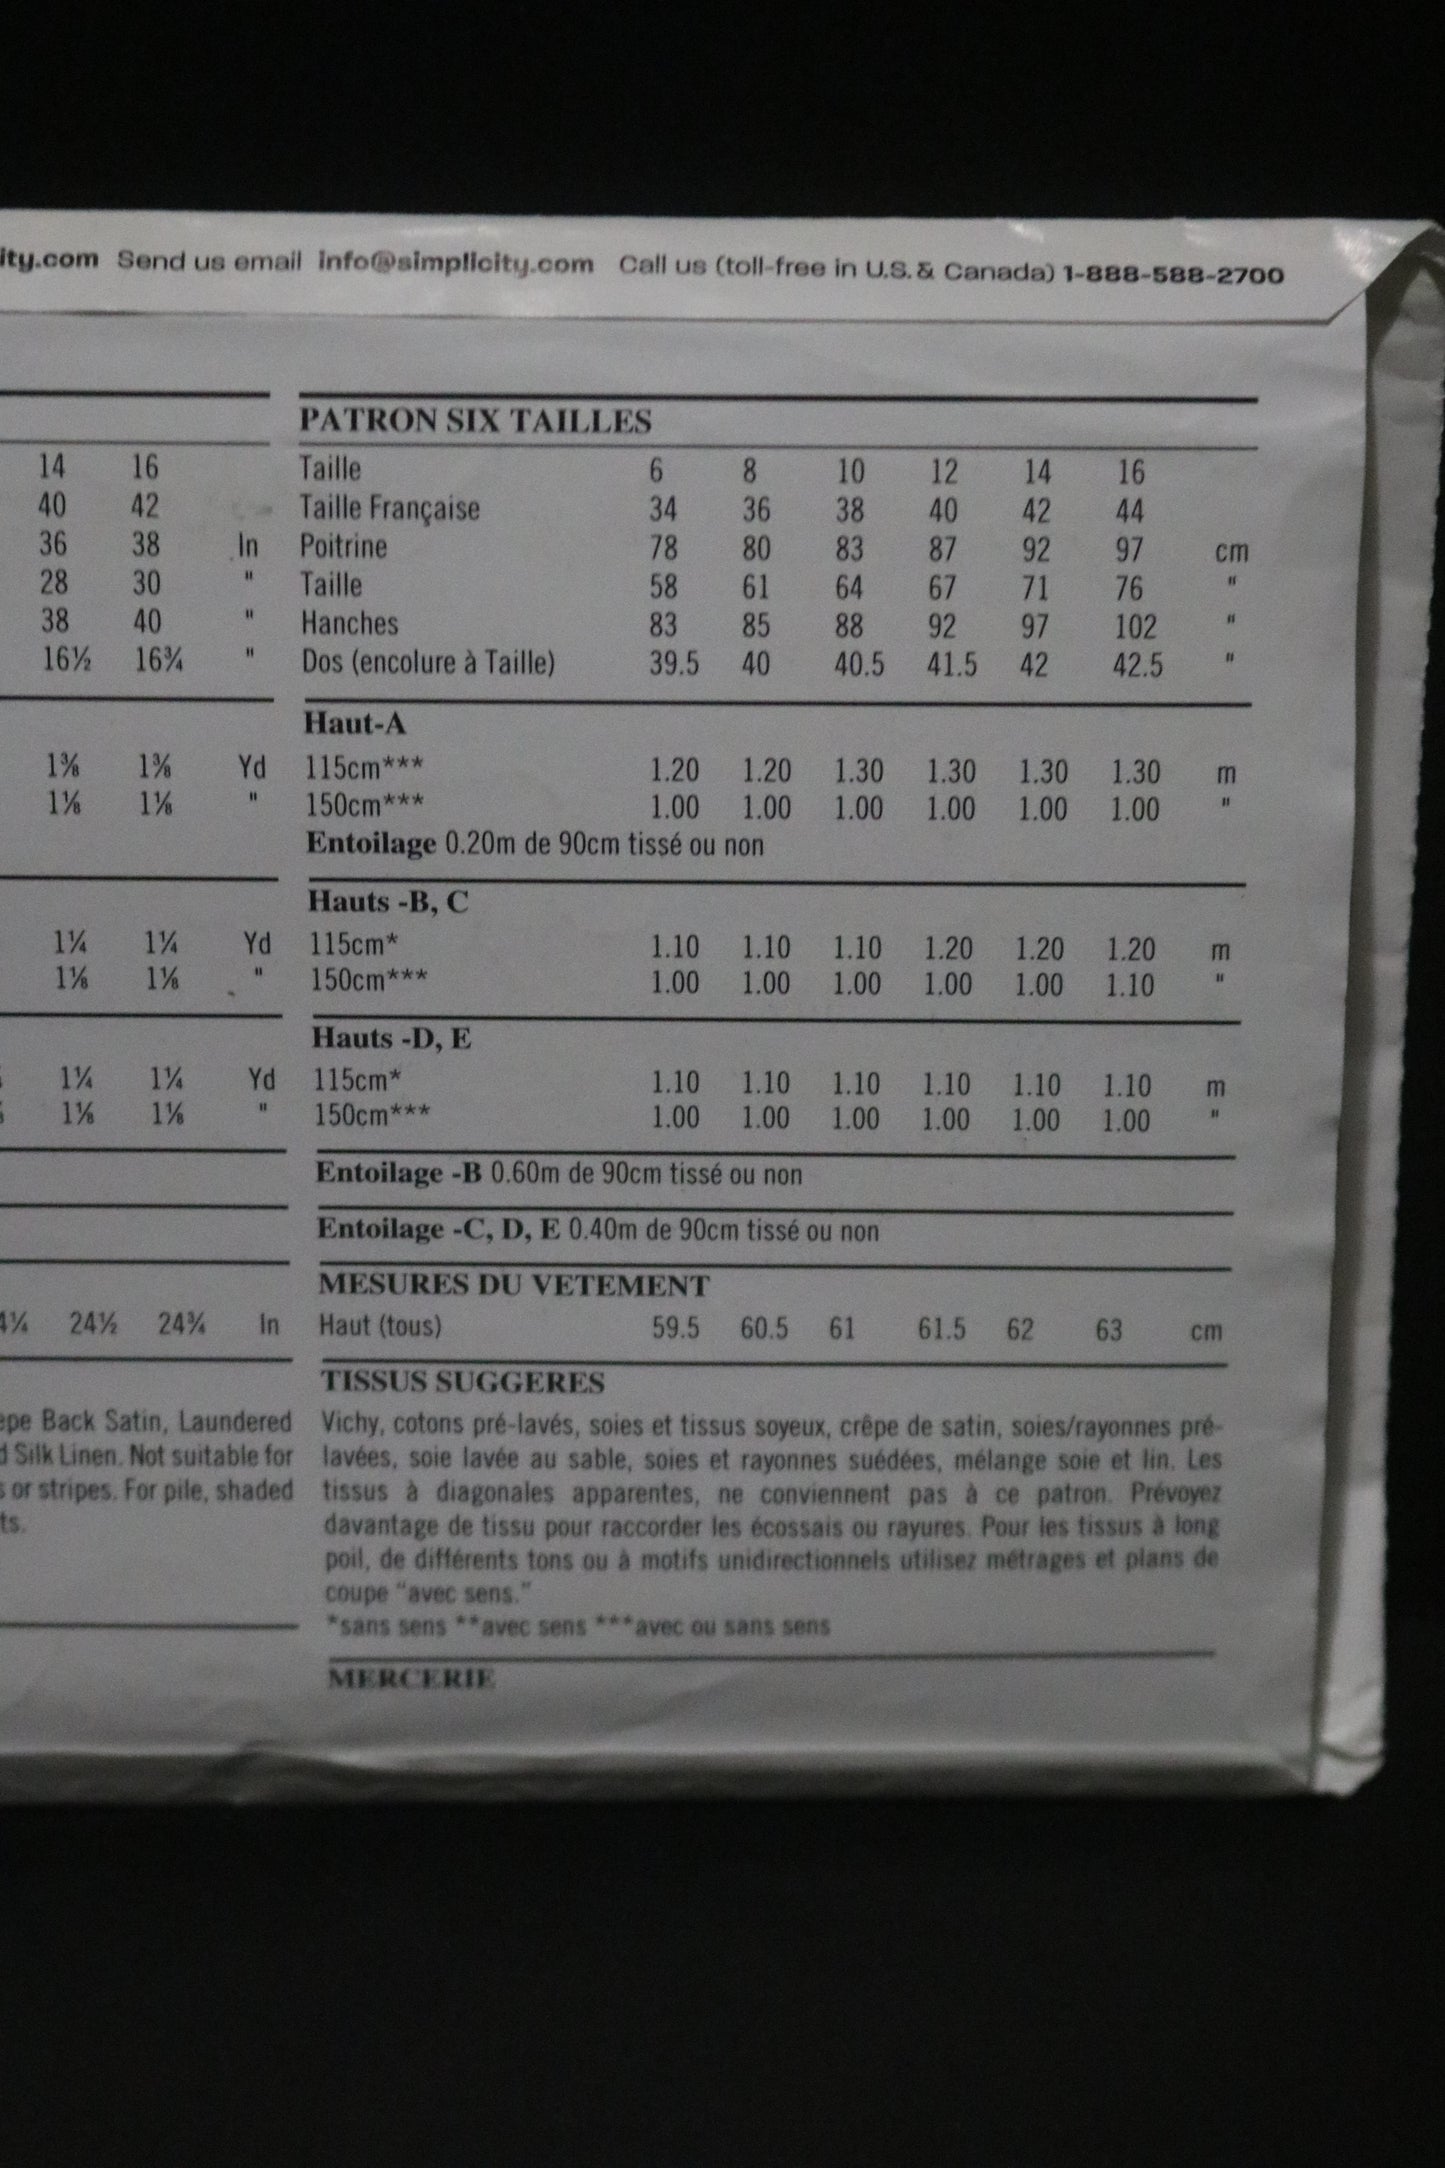 ity.com Send us email info@simplicity.com Call us (toll-free in U.S. & Canada) 1-888-588-2700
14 16
40 42
36 38 In
28 30 "
38 40 "
16½ 16¾ "
1⅜ 1⅜ Yd
1⅛ 1⅛ "
1¼ 1¼ Yd
1⅛ 1⅛ "
1¼ 1¼ Yd
1⅛ 1⅛ "
4¼ 24½ 24¾ In
epe Back Satin, Laundered
d Silk Linen. Not suitable for
s or stripes. For pile, shaded
ts.
PATRON SIX TAILLES
Taille 6 8 10 12 14 16
Taille Française 34 36 38 40 42 44
Poitrine 78 80 83 87 92 97 cm
Taille 58 61 64 67 71 76 "
Hanches 83 85 88 92 97 102 "
Dos (encolure à Taille) 39.5 40 40.5 41.5 42 42.5 "
Haut-A
115cm*** 1.20 1.20 1.30 1.30 1.30 1.30 m
150cm*** 1.00 1.00 1.00 1.00 1.00 1.00 "
Entoilage 0.20m de 90cm tissé ou non
Hauts -B, C
115cm* 1.10 1.10 1.10 1.20 1.20 1.20 m
150cm*** 1.00 1.00 1.00 1.00 1.00 1.10 "
Hauts -D, E
115cm* 1.10 1.10 1.10 1.10 1.10 1.10 m
150cm*** 1.00 1.00 1.00 1.00 1.00 1.00 "
Entoilage -B 0.60m de 90cm tissé ou non
Entoilage -C, D, E 0.40m de 90cm tissé ou non
MESURES DU VETEMENT
Haut (tous) 59.5 60.5 61 61.5 62 63 cm
TISSUS SUGGERES
Vichy, cotons pré-lavés, soies et tissus soyeux, crêpe de satin, soies/rayonnes pré-
lavées, soie lavée au sable, soies et rayonnes suédées, mélange soie et lin. Les
tissus à diagonales apparentes, ne conviennent pas à ce patron. Prévoyez
davantage de tissu pour raccorder les écossais ou rayures. Pour les tissus à long
poil, de différents tons ou à motifs unidirectionnels utilisez métrages et plans de
coupe "avec sens."
*sans sens **avec sens ***avec ou sans sens
MERCERIE